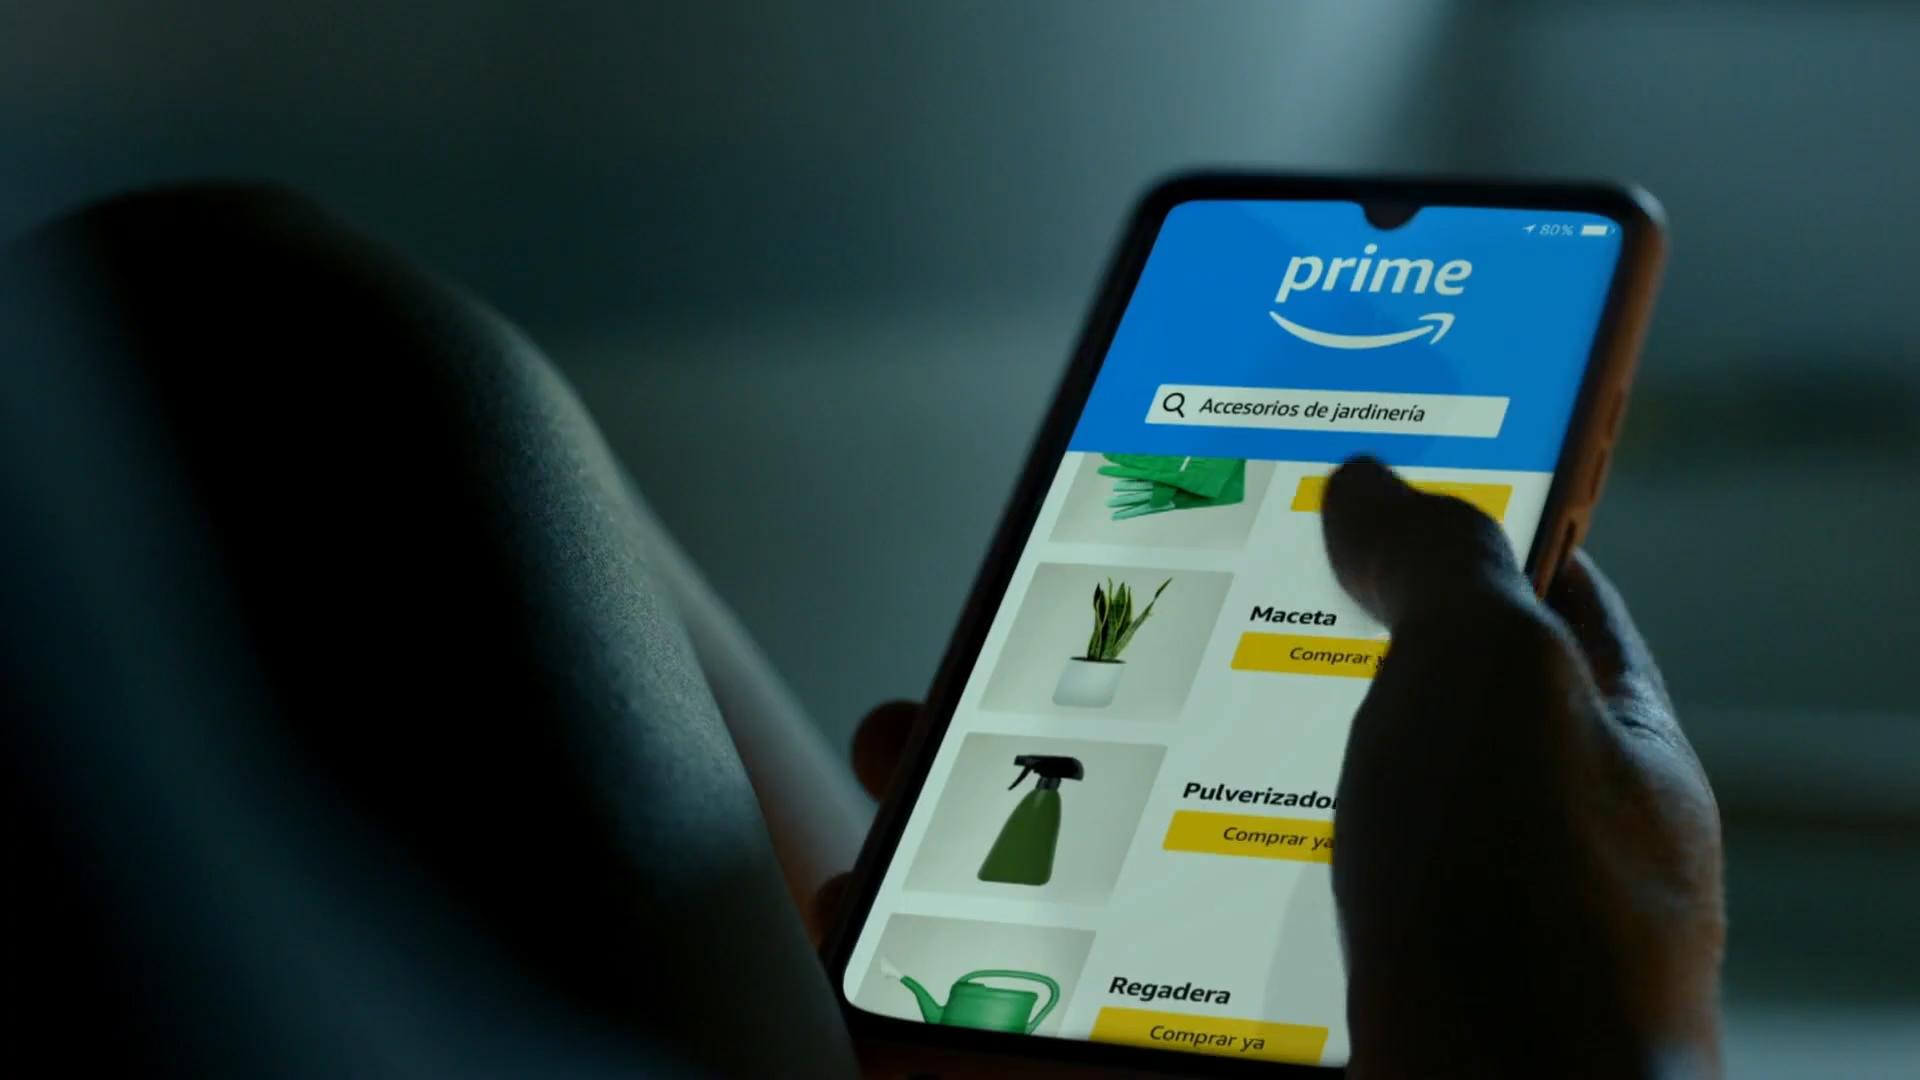 80%
prime
Accesorios de jardinería
Maceta
Comprar
Pulverizador
Comprar ya
Regadera
Comprar ya